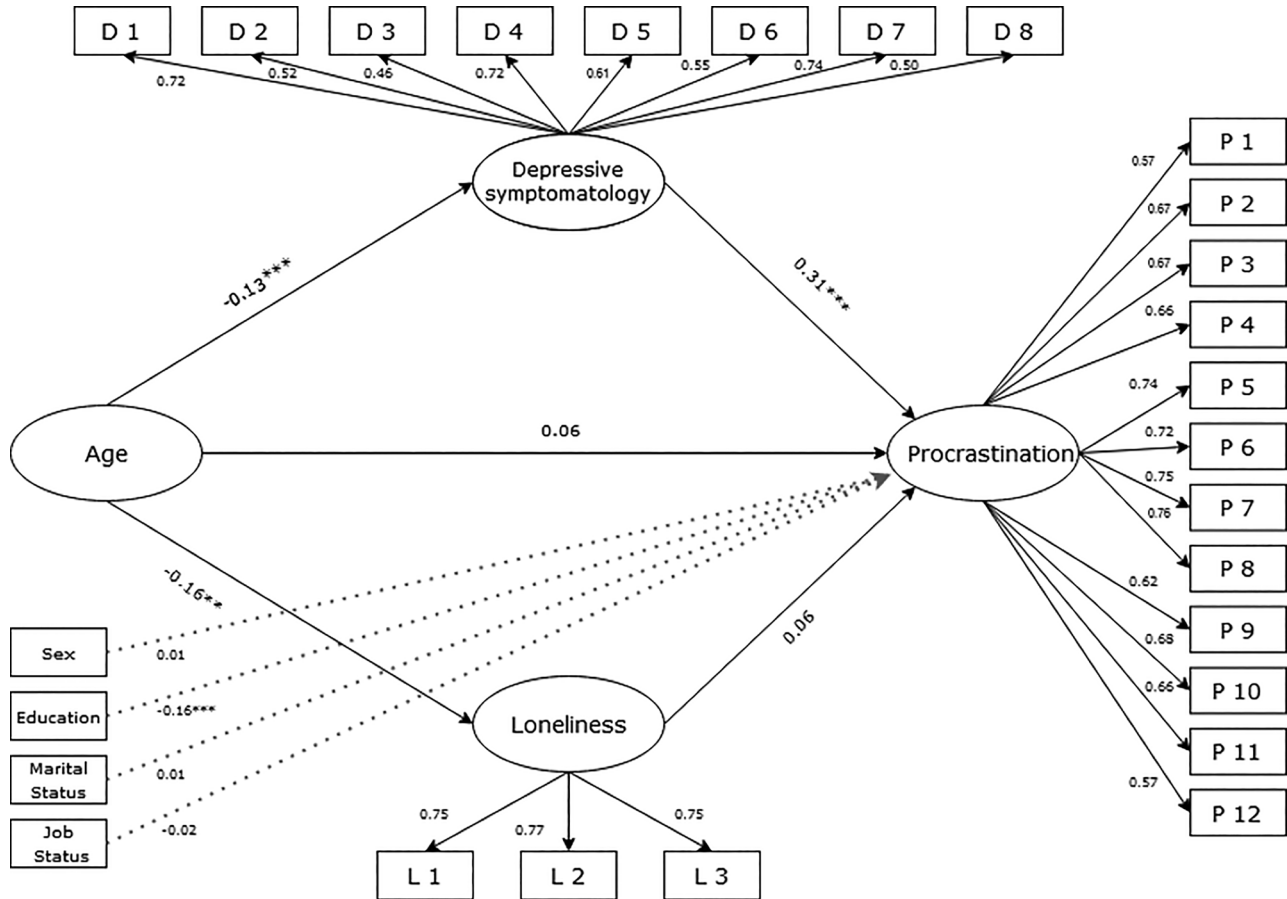 D 1
D 2
D 3
D 4
D 5
D 6
D 7
D 8
0.72
0.52
0.46
0.72
0.61
0.55
0.74
0.50
Depressive
symptomatology
-0.13***
0.31***
Age
0.06
Procrastination
-0.16**
0.06
Sex
0.01
Education
-0.16***
Marital
Status
0.01
Job
Status
-0.02
Loneliness
0.75
0.77
0.75
L 1
L 2
L 3
0.57
P 1
0.67
P 2
0.67
P 3
0.66
P 4
0.74
P 5
0.72
P 6
0.75
P 7
0.76
P 8
0.62
P 9
0.68
P 10
0.66
P 11
0.57
P 12